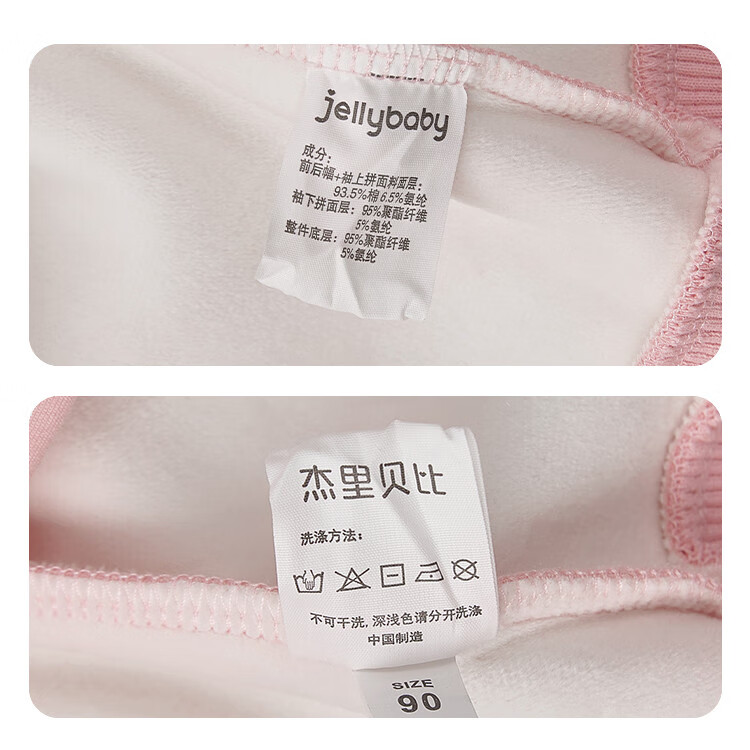 jellybaby
成分：
前后幅+袖上拼面料面层：
93.5%棉 6.5%氨纶
袖下拼面层：95%聚酯纤维
5%氨纶
整件底层：95%聚酯纤维
5%氨纶
杰里贝比
洗涤方法：
不可干洗，深浅色请分开洗涤
中国制造
SIZE
90